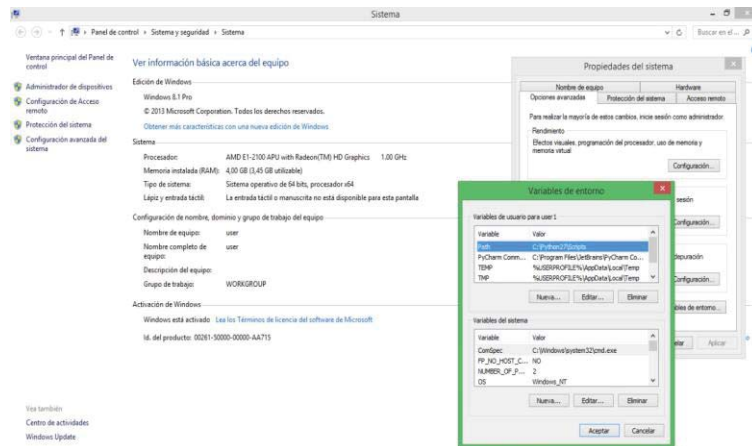 Sistema
Panel de control › Sistema y seguridad › Sistema
Buscar en el ...
Ventana principal del Panel de control
Administrador de dispositivos
Configuración de Acceso remoto
Protección del sistema
Configuración avanzada del sistema
Vea también
Centro de actividades
Windows Update
Ver información básica acerca del equipo
Edición de Windows
Windows 8.1 Pro
© 2013 Microsoft Corporation. Todos los derechos reservados.
Obtener más características con una nueva edición de Windows
Sistema
Procesador: AMD E1-2100 APU with Radeon(TM) HD Graphics 1.00 GHz
Memoria instalada (RAM): 4,00 GB (3,45 GB utilizable)
Tipo de sistema: Sistema operativo de 64 bits, procesador x64
Lápiz y entrada táctil: La entrada táctil o manuscrita no está disponible para esta pantalla
Configuración de nombre, dominio y grupo de trabajo del equipo
Nombre de equipo: user
Nombre completo de equipo: user
Descripción del equipo:
Grupo de trabajo: WORKGROUP
Activación de Windows
Windows está activado Lea los Términos de licencia del software de Microsoft
Id. del producto: 00261-50000-00000-AA715
Propiedades del sistema
Nombre de equipo Hardware
Opciones avanzadas Protección del sistema Acceso remoto
Para realizar la mayoría de estos cambios, inicie sesión como administrador.
Rendimiento
Efectos visuales, programación del procesador, uso de memoria y memoria virtual
Configuración...
sesión
Configuración...
depuración
Configuración...
bles de entorno...
elar Aplicar
Variables de entorno
Variables de usuario para user1
Variable Valor
Path C:\Python27\Scripts
PyCharm Comm... C:\Program Files\JetBrains\PyCharm Co...
TEMP %USERPROFILE%\AppData\Local\Temp
TMP %USERPROFILE%\AppData\Local\Temp
Nueva... Editar... Eliminar
Variables del sistema
Variable Valor
ComSpec C:\Windows\system32\cmd.exe
FP_NO_HOST_C... NO
NUMBER_OF_P... 2
OS Windows_NT
Nueva... Editar... Eliminar
Aceptar Cancelar